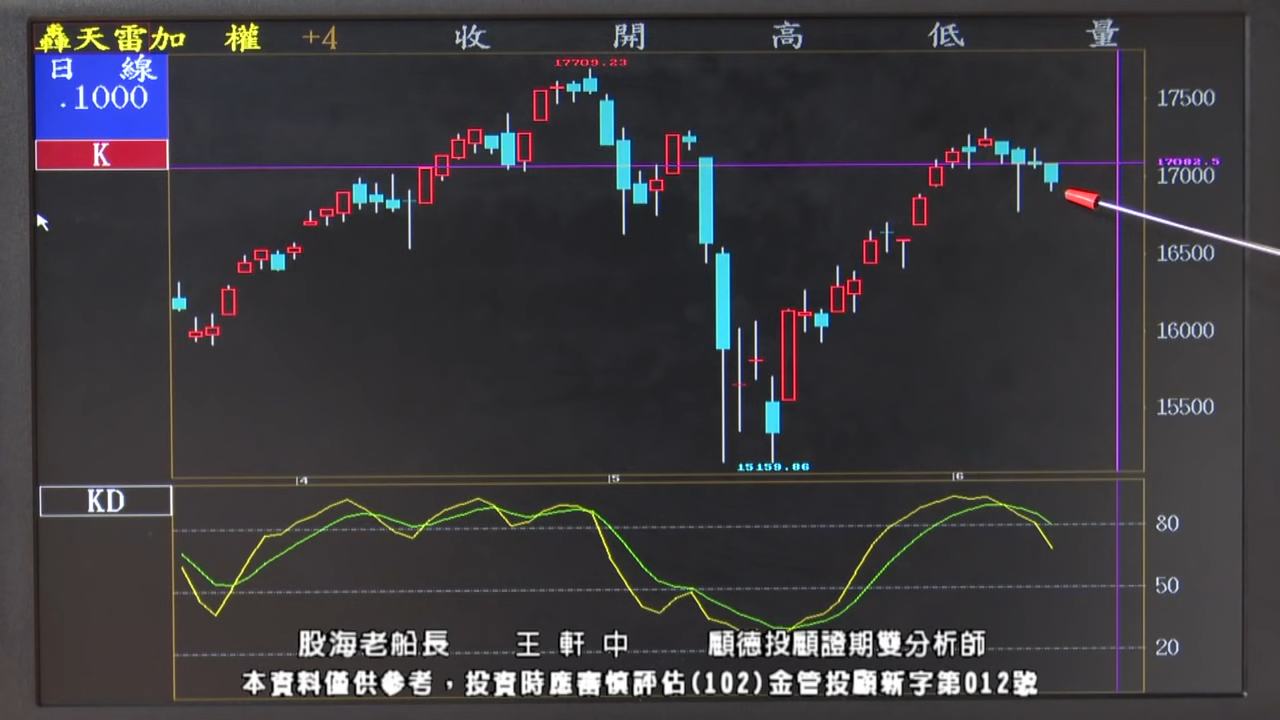 轟天雷加 權 +4 收 開 高 低 量
日 線
.1000
K
17709.23
17500
17082.5
17000
16500
16000
15500
15159.86
4 5 6
KD
80
50
20
股海老船長 王軒中 顧德投顧證期雙分析師
本資料僅供參考，投資時應審慎評估(102)金管投顧新字第012號